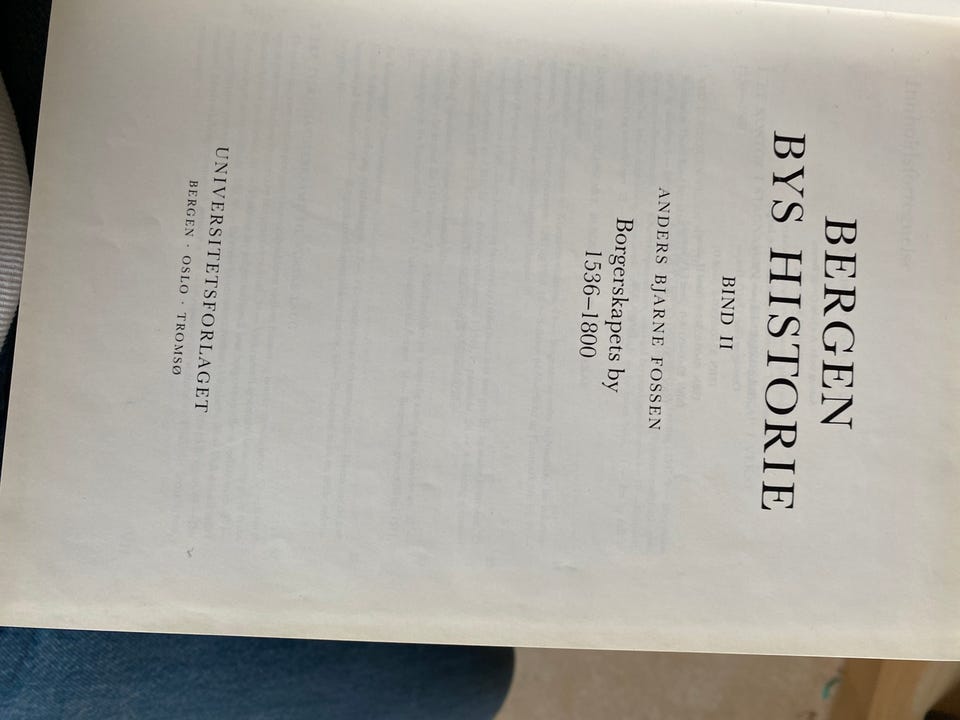 BERGEN
BYS HISTORIE
BIND II
ANDERS BJARNE FOSSEN
Borgerskapets by
1536–1800
UNIVERSITETSFORLAGET
BERGEN · OSLO · TROMSØ